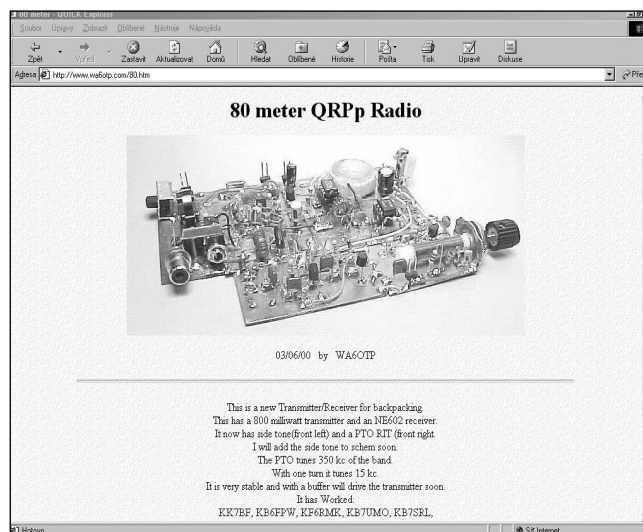 80 meter - QUICK Explorer
Soubor Úpravy Zobrazit Oblíbené Nástroje Nápověda
Zpět Vpřed Zastavit Aktualizovat Domů Hledat Oblíbené Historie Pošta Tisk Upravit Diskuse
Adresa http://www.wa6otp.com/80.htm Pře
80 meter QRPp Radio
03/06/00 by WA6OTP
This is a new Transmitter/Receiver for backpacking.
This has a 800 milliwatt transmitter and an NE602 receiver.
It now has side tone(front left) and a PTO RIT (front right.
I will add the side tone to schem soon.
The PTO tunes 350 kc of the band.
With one turn it tunes 15 kc.
It is very stable and with a buffer will drive the transmitter soon.
It has Worked:
KK7BF, KB6FPW, KF6RMK, KB7UMO, KB7SRL,
Hotovo Síť Internet